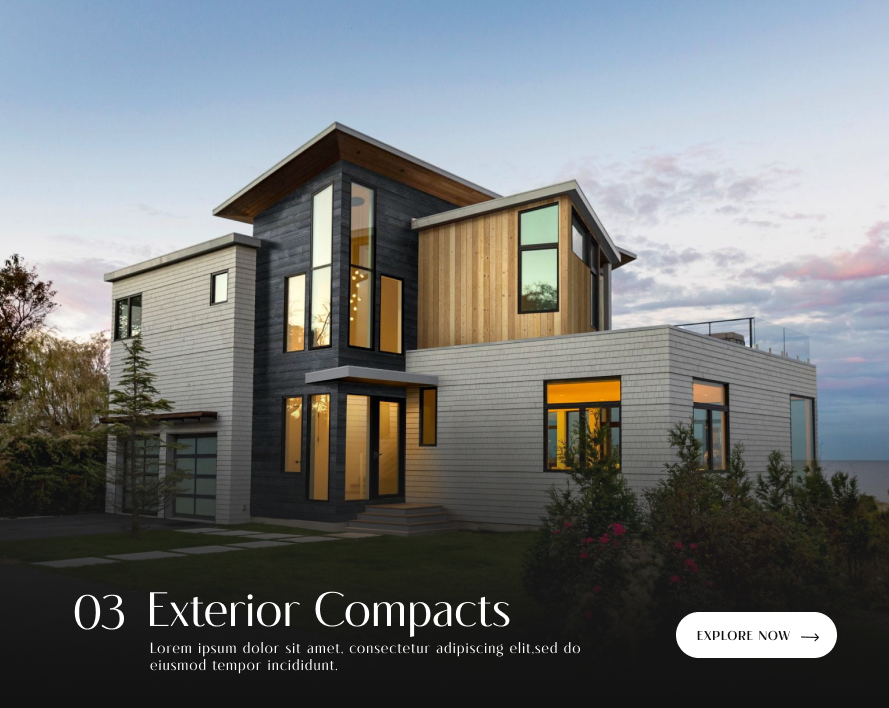 03 Exterior Compacts
Lorem ipsum dolor sit amet, consectetur adipiscing elit,sed do
eiusmod tempor incididunt.
EXPLORE NOW